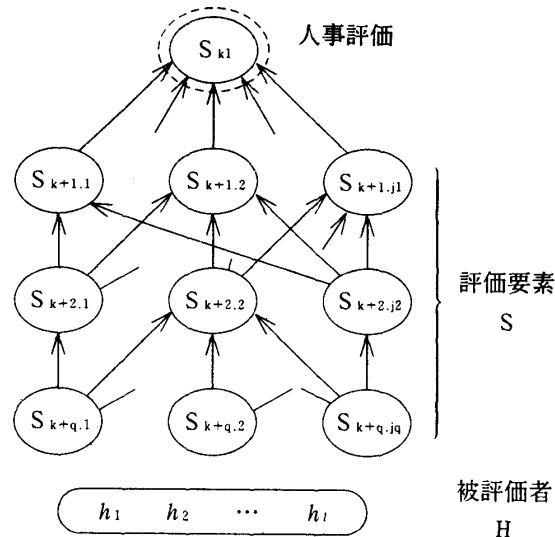 人事評価
S k1
S k+1.1 S k+1.2 S k+1.j1
S k+2.1 S k+2.2 S k+2.j2
評価要素
S
S k+q.1 S k+q.2 S k+q.jq
被評価者
h1 h2 … hl
H